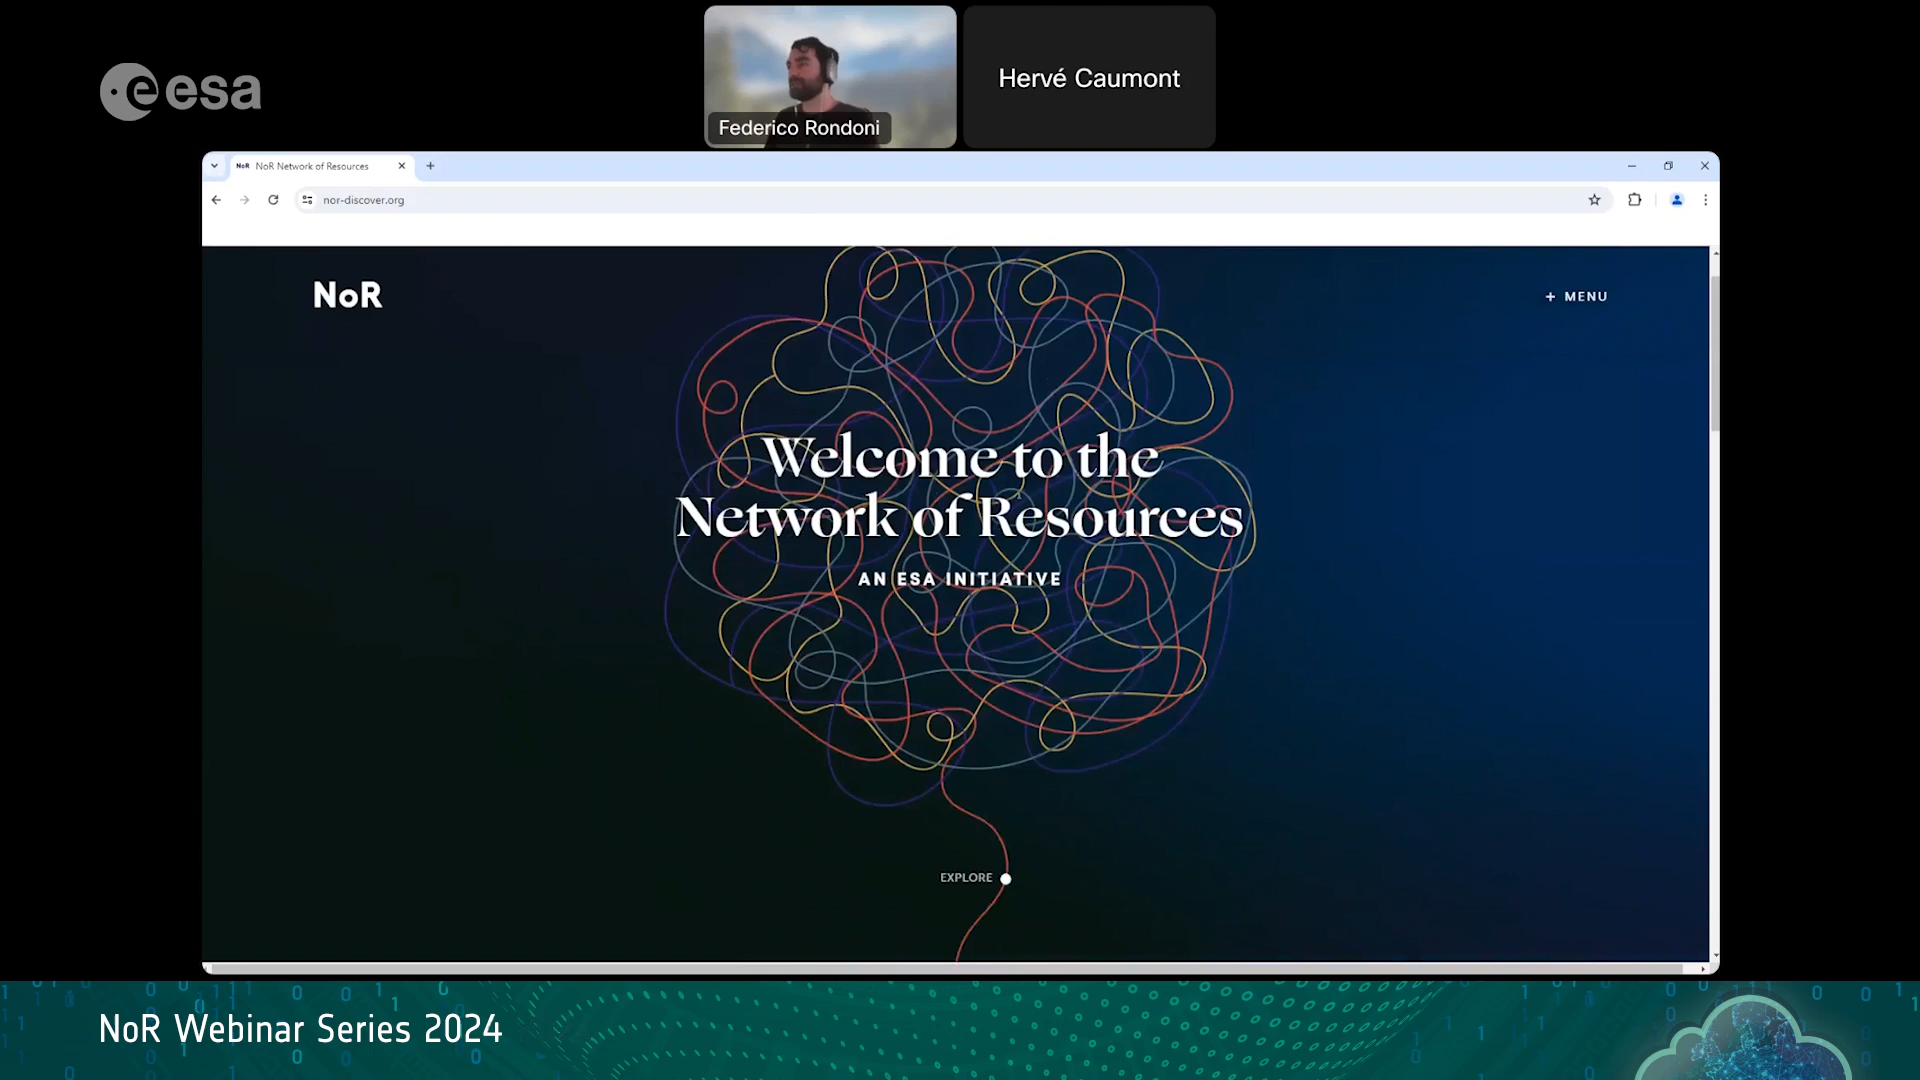 esa
Federico Rondoni
Hervé Caumont
NoR NoR Network of Resources
nor-discover.org
NoR
+ MENU
Welcome to the
Network of Resources
AN ESA INITIATIVE
EXPLORE
NoR Webinar Series 2024